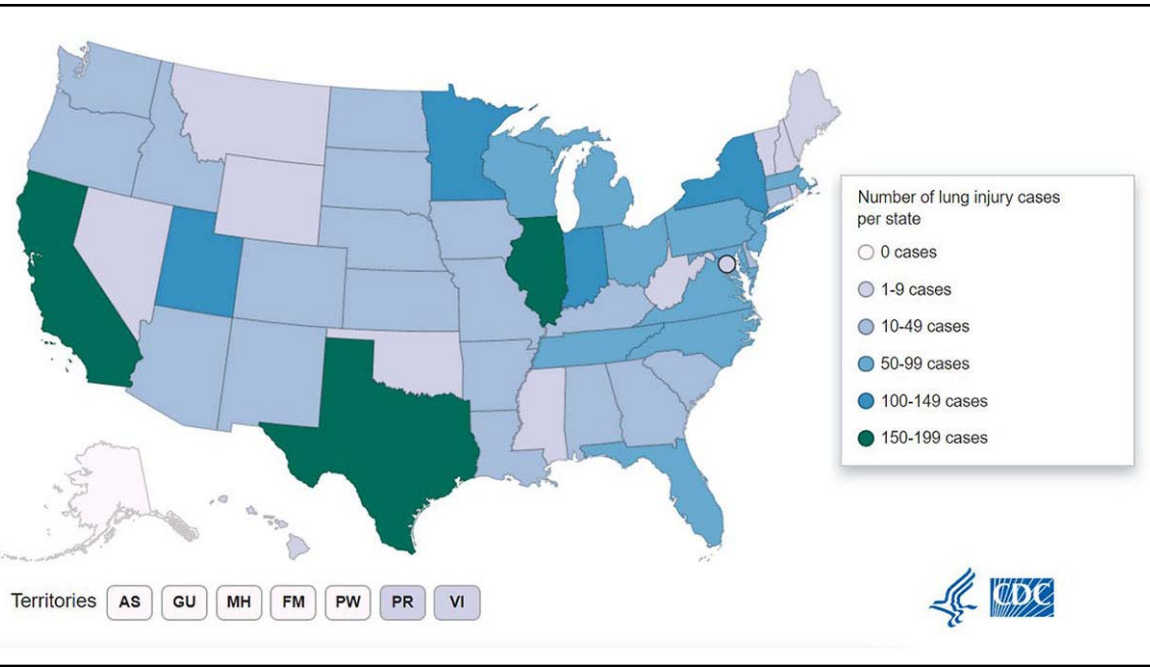 Number of lung injury cases
per state
0 cases
1-9 cases
10-49 cases
50-99 cases
100-149 cases
150-199 cases
Territories AS GU MH FM PW PR VI
CDC